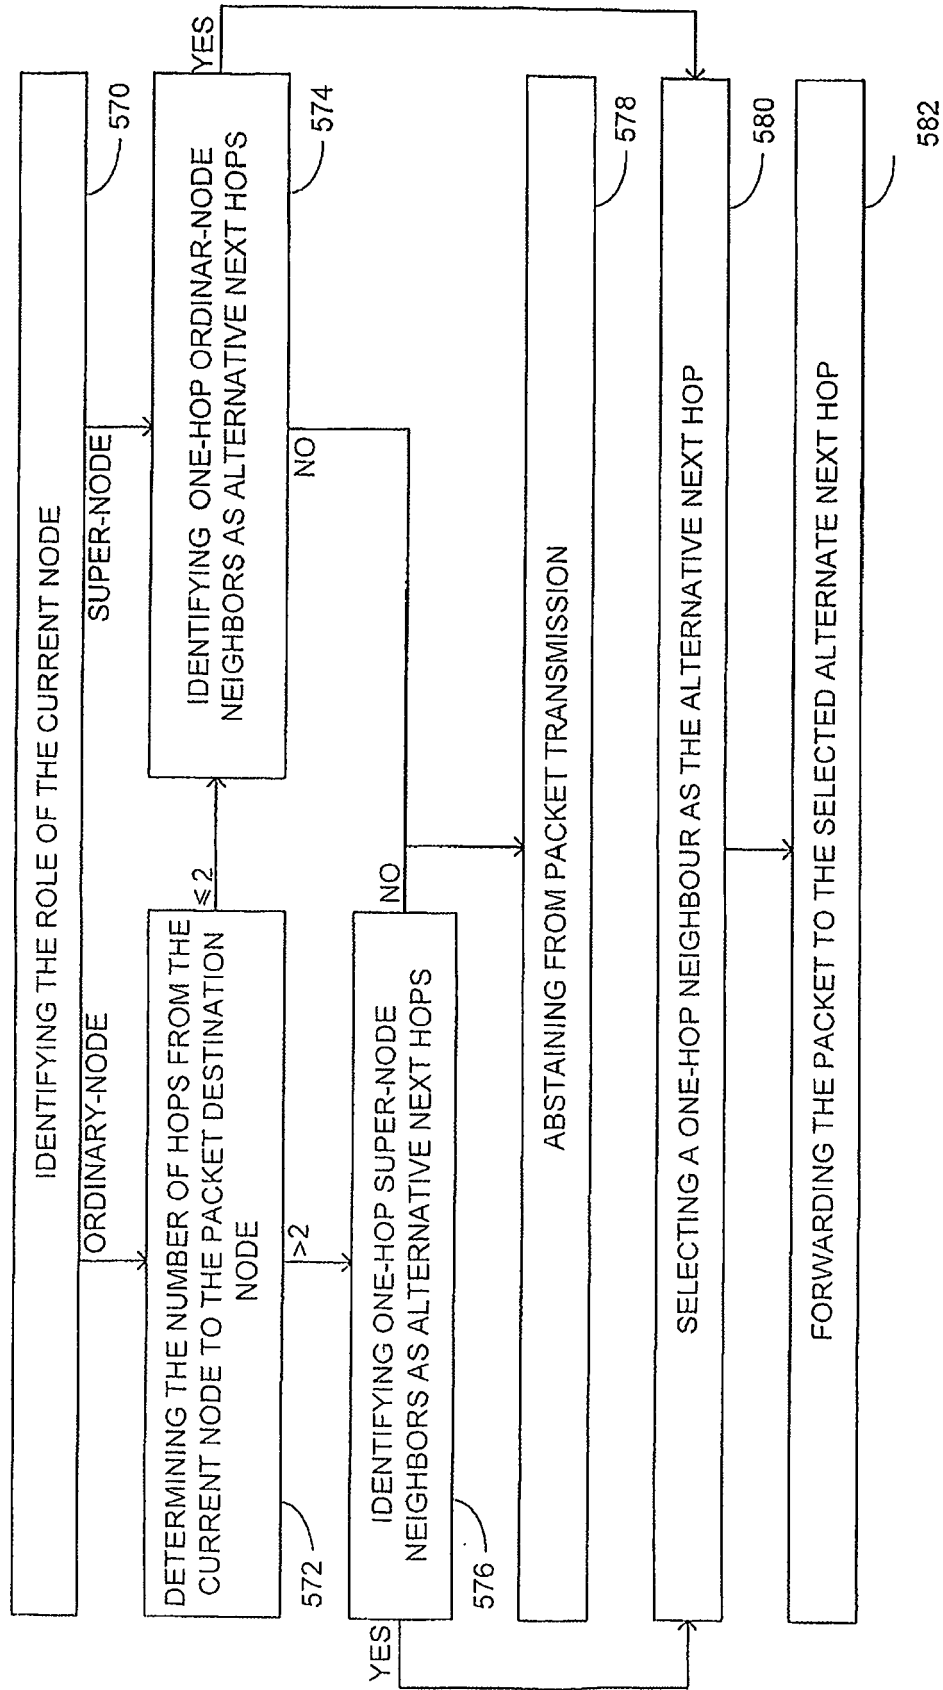 IDENTIFYING THE ROLE OF THE CURRENT NODE
570
ORDINARY-NODE
SUPER-NODE
DETERMINING THE NUMBER OF HOPS FROM THE
CURRENT NODE TO THE PACKET DESTINATION
NODE
572
⩽2
>2
IDENTIFYING ONE-HOP ORDINAR-NODE
NEIGHBORS AS ALTERNATIVE NEXT HOPS
574
YES
NO
IDENTIFYING ONE-HOP SUPER-NODE
NEIGHBORS AS ALTERNATIVE NEXT HOPS
576
YES
NO
ABSTAINING FROM PACKET TRANSMISSION
578
SELECTING A ONE-HOP NEIGHBOUR AS THE ALTERNATIVE NEXT HOP
580
FORWARDING THE PACKET TO THE SELECTED ALTERNATE NEXT HOP
582